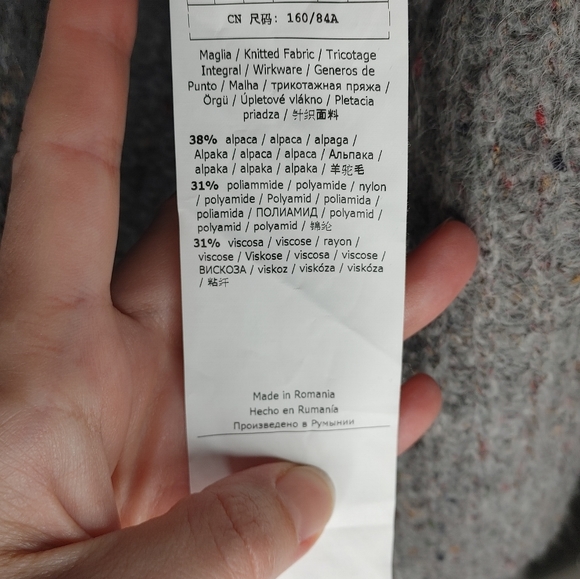 CN 尺码: 160/84A
Maglia / Knitted Fabric / Tricotage
Integral / Wirkware / Generos de
Punto / Malha / трикотажная пряжа /
Örgü / Úpletové vlákno / Pletacia
priadza / 针织面料
38% alpaca / alpaca / alpaga /
Alpaka / alpaca / alpaca / Альпака /
alpaka / alpaka / alpaka / 羊驼毛
31% poliammide / polyamide / nylon
/ polyamide / Polyamid / poliamida /
poliamida / ПОЛИАМИД / polyamid /
polyamid / polyamid / 锦纶
31% viscosa / viscose / rayon /
viscose / Viskose / viscosa / viscose /
ВИСКОЗА / viskoz / viskóza / viskóza
/ 粘纤
Made in Romania
Hecho en Rumanía
Произведено в Румынии